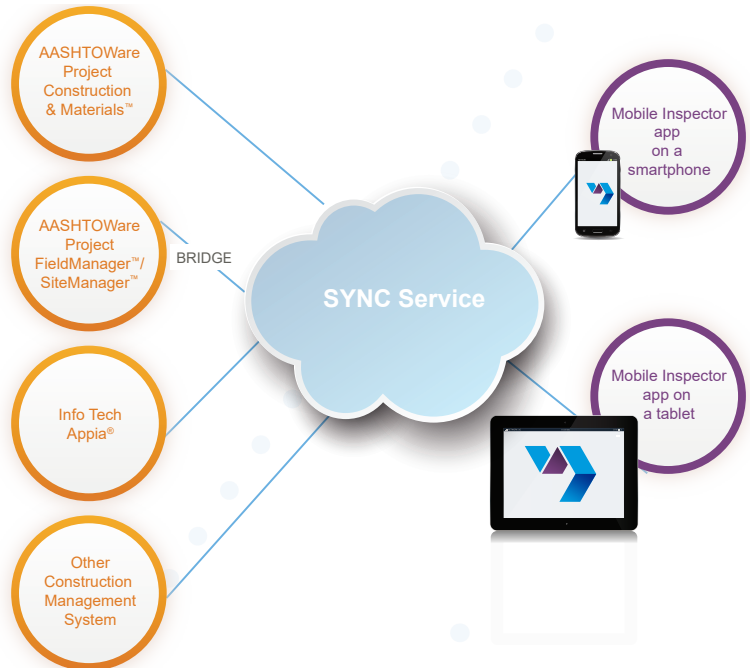 AASHTOWare
Project
Construction
& Materials™
AASHTOWare
Project
FieldManager™/
SiteManager™
BRIDGE
Info Tech
Appia®
Other
Construction
Management
System
SYNC Service
Mobile Inspector
app
on a
smartphone
Mobile Inspector
app on
a tablet